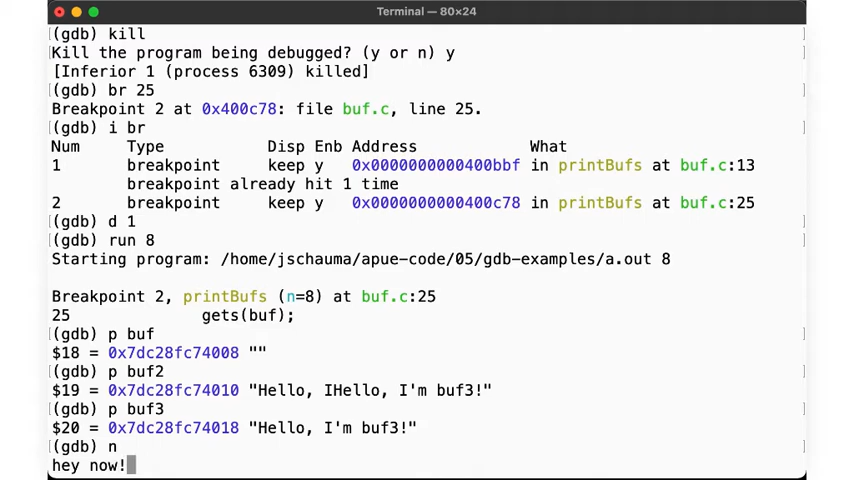 Terminal — 80×24
(gdb) kill
Kill the program being debugged? (y or n) y
[Inferior 1 (process 6309) killed]
(gdb) br 25
Breakpoint 2 at 0x400c78: file buf.c, line 25.
(gdb) i br
Num     Type           Disp Enb Address            What
1       breakpoint     keep y   0x0000000000400bbf in printBufs at buf.c:13
        breakpoint already hit 1 time
2       breakpoint     keep y   0x0000000000400c78 in printBufs at buf.c:25
(gdb) d 1
(gdb) run 8
Starting program: /home/jschauma/apue-code/05/gdb-examples/a.out 8
Breakpoint 2, printBufs (n=8) at buf.c:25
25              gets(buf);
(gdb) p buf
$18 = 0x7dc28fc74008 ""
(gdb) p buf2
$19 = 0x7dc28fc74010 "Hello, IHello, I'm buf3!"
(gdb) p buf3
$20 = 0x7dc28fc74018 "Hello, I'm buf3!"
(gdb) n
hey now!